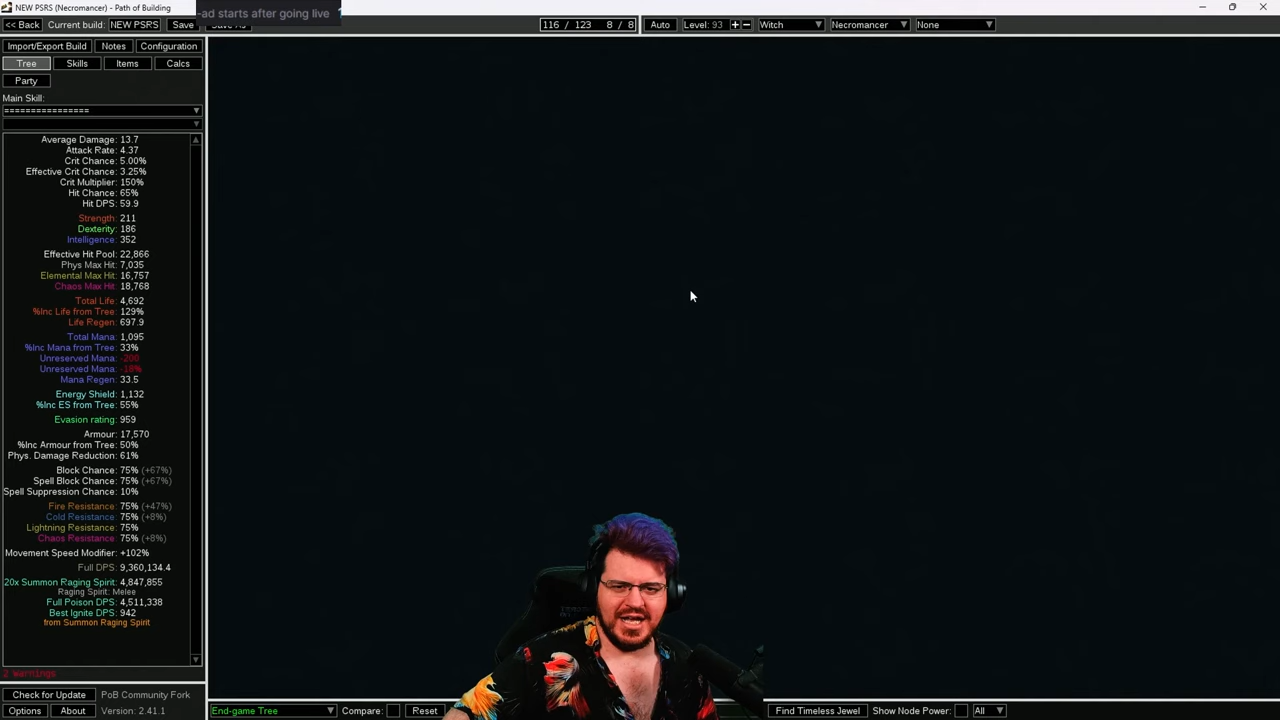 NEW PSRS (Necromancer) - Path of Building
-ad starts after going live
<< Back Current build: NEW PSRS Save Save As 116 / 123 8 / 8 Auto Level: 93 + - Witch Necromancer None
Import/Export Build Notes Configuration
Tree Skills Items Calcs
Party
Main Skill:
================
Average Damage: 13.7
Attack Rate: 4.37
Crit Chance: 5.00%
Effective Crit Chance: 3.25%
Crit Multiplier: 150%
Hit Chance: 65%
Hit DPS: 59.9
Strength: 211
Dexterity: 186
Intelligence: 352
Effective Hit Pool: 22,866
Phys Max Hit: 7,035
Elemental Max Hit: 16,757
Chaos Max Hit: 18,768
Total Life: 4,692
%Inc Life from Tree: 129%
Life Regen: 697.9
Total Mana: 1,095
%Inc Mana from Tree: 33%
Unreserved Mana: -200
Unreserved Mana: -18%
Mana Regen: 33.5
Energy Shield: 1,132
%Inc ES from Tree: 55%
Evasion rating: 959
Armour: 17,570
%Inc Armour from Tree: 50%
Phys. Damage Reduction: 61%
Block Chance: 75% (+67%)
Spell Block Chance: 75% (+67%)
Spell Suppression Chance: 10%
Fire Resistance: 75% (+47%)
Cold Resistance: 75% (+8%)
Lightning Resistance: 75%
Chaos Resistance: 75% (+8%)
Movement Speed Modifier: +102%
Full DPS: 9,360,134.4
20x Summon Raging Spirit: 4,847,855
Raging Spirit: Melee
Full Poison DPS: 4,511,338
Best Ignite DPS: 942
from Summon Raging Spirit
2 Warnings
Check for Update PoB Community Fork
Options About Version: 2.41.1
End-game Tree Compare: Reset Find Timeless Jewel Show Node Power: All